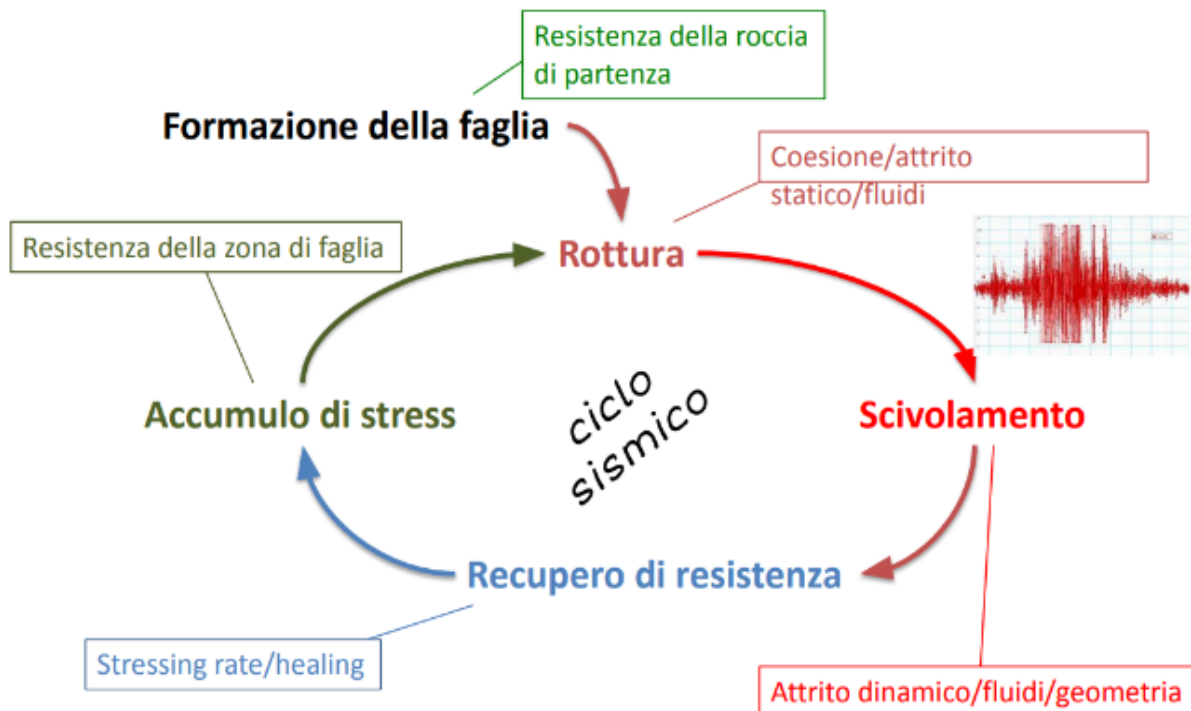 Resistenza della roccia
di partenza
Formazione della faglia
Coesione/attrito
statico/fluidi
Resistenza della zona di faglia
Rottura
Accumulo di stress
ciclo
sismico
Scivolamento
Recupero di resistenza
Stressing rate/healing
Attrito dinamico/fluidi/geometria